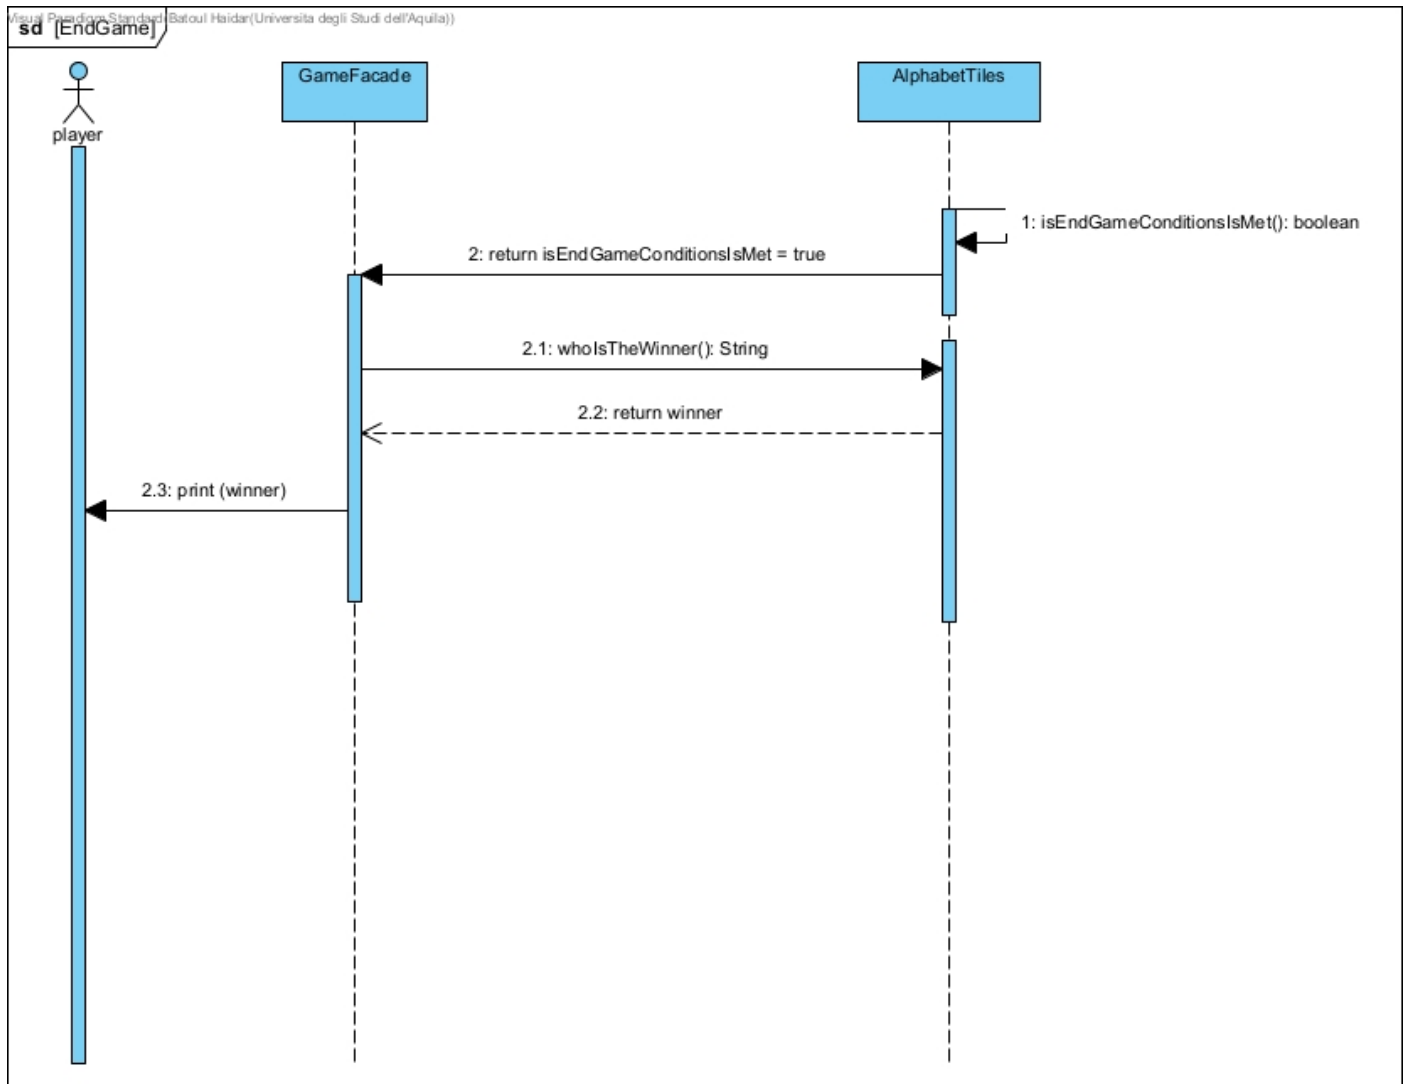 Visual Paradigm Standard(Batoul Haidar(Universita degli Studi dell'Aquila))
sd [EndGame]
GameFacade
AlphabetTiles
player
1: isEndGameConditionsIsMet(): boolean
2: return isEndGameConditionsIsMet = true
2.1: whoIsTheWinner(): String
2.2: return winner
2.3: print (winner)